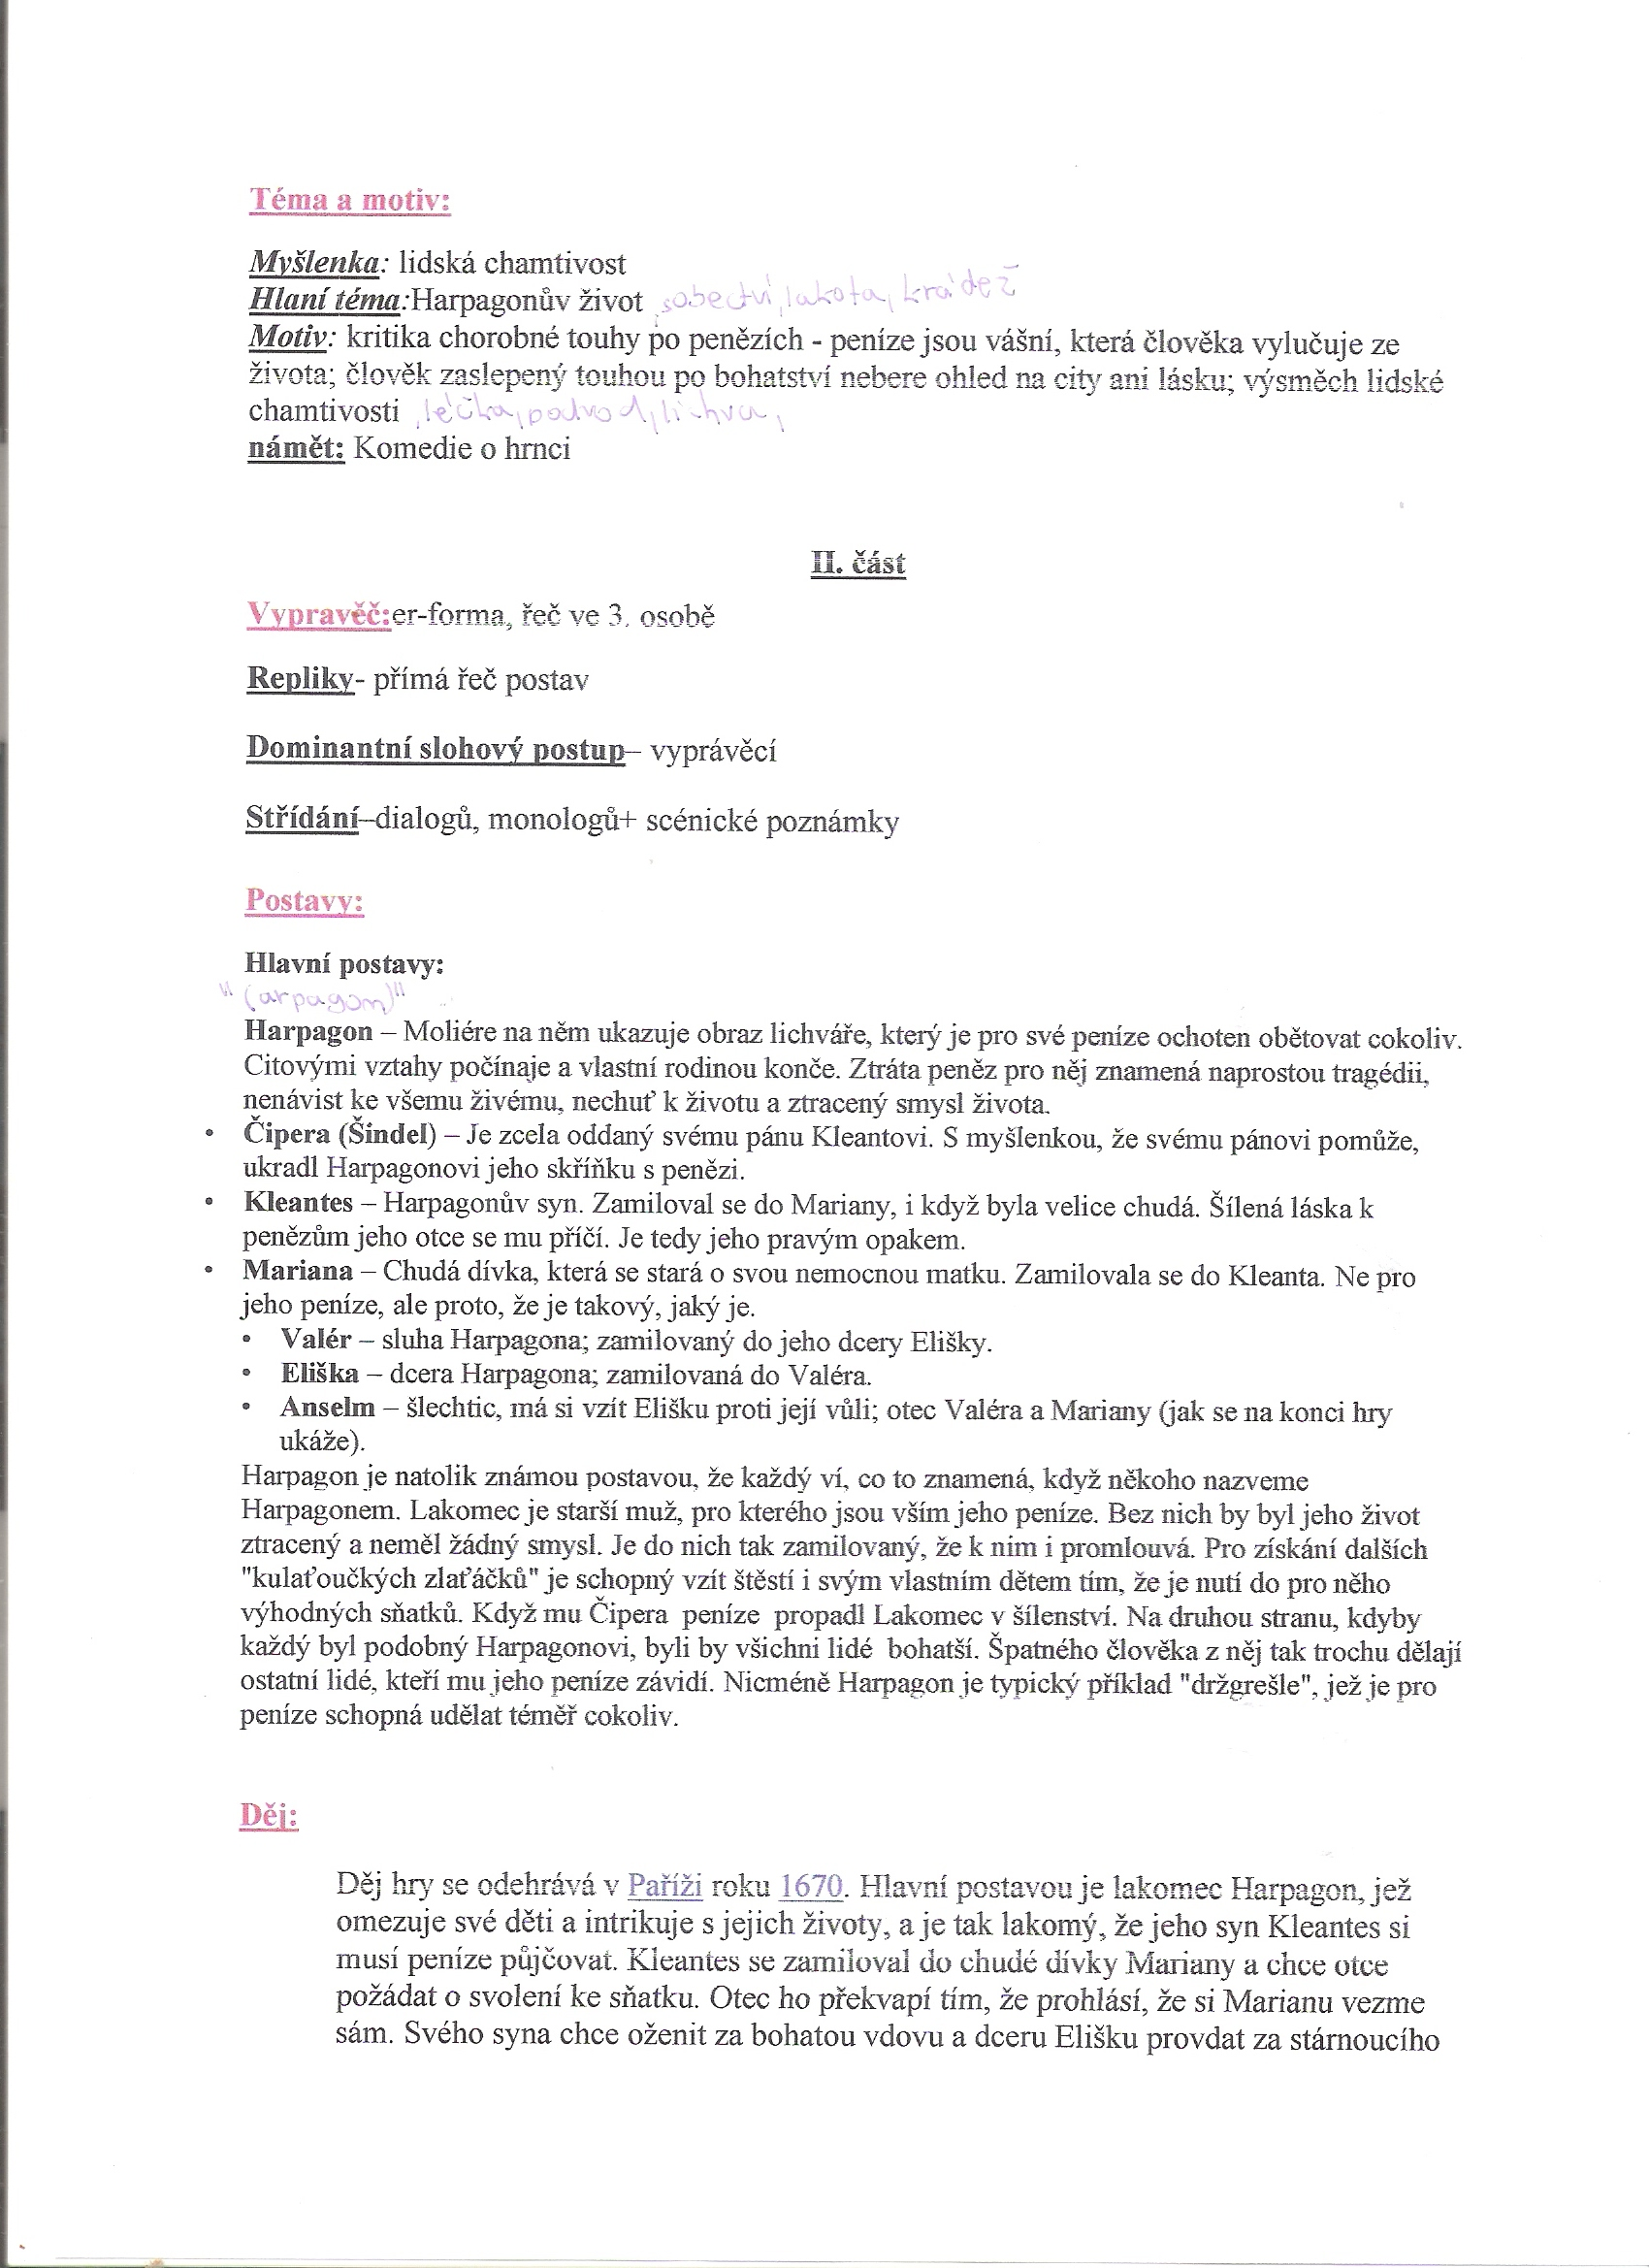 Téma a motiv:
Myšlenka: lidská chamtivost
Hlaní téma:Harpagonův život ,sobectví, lakota, krádež
Motiv: kritika chorobné touhy po penězích - peníze jsou vášní, která člověka vylučuje ze
života; člověk zaslepený touhou po bohatství nebere ohled na city ani lásku; výsměch lidské
chamtivosti ,léčka, podvod, lichva,
námět: Komedie o hrnci
II. část
Vypravěč:er-forma, řeč ve 3. osobě
Repliky- přímá řeč postav
Dominantní slohový postup– vyprávěcí
Střídání–dialogů, monologů+ scénické poznámky
Postavy:
Hlavní postavy:
"(arpagon)"
Harpagon – Moliére na něm ukazuje obraz lichváře, který je pro své peníze ochoten obětovat cokoliv.
Citovými vztahy počínaje a vlastní rodinou konče. Ztráta peněz pro něj znamená naprostou tragédii,
nenávist ke všemu živému, nechuť k životu a ztracený smysl života.
• Čipera (Šindel) – Je zcela oddaný svému pánu Kleantovi. S myšlenkou, že svému pánovi pomůže,
ukradl Harpagonovi jeho skříňku s penězi.
• Kleantes – Harpagonův syn. Zamiloval se do Mariany, i když byla velice chudá. Šílená láska k
penězům jeho otce se mu příčí. Je tedy jeho pravým opakem.
• Mariana – Chudá dívka, která se stará o svou nemocnou matku. Zamilovala se do Kleanta. Ne pro
jeho peníze, ale proto, že je takový, jaký je.
• Valér – sluha Harpagona; zamilovaný do jeho dcery Elišky.
• Eliška – dcera Harpagona; zamilovaná do Valéra.
• Anselm – šlechtic, má si vzít Elišku proti její vůli; otec Valéra a Mariany (jak se na konci hry
ukáže).
Harpagon je natolik známou postavou, že každý ví, co to znamená, když někoho nazveme
Harpagonem. Lakomec je starší muž, pro kterého jsou vším jeho peníze. Bez nich by byl jeho život
ztracený a neměl žádný smysl. Je do nich tak zamilovaný, že k nim i promlouvá. Pro získání dalších
"kulaťoučkých zlaťáčků" je schopný vzít štěstí i svým vlastním dětem tím, že je nutí do pro něho
výhodných sňatků. Když mu Čipera peníze propadl Lakomec v šílenství. Na druhou stranu, kdyby
každý byl podobný Harpagonovi, byli by všichni lidé bohatší. Špatného člověka z něj tak trochu dělají
ostatní lidé, kteří mu jeho peníze závidí. Nicméně Harpagon je typický příklad "držgrešle", jež je pro
peníze schopná udělat téměř cokoliv.
Děj:
Děj hry se odehrává v Paříži roku 1670. Hlavní postavou je lakomec Harpagon, jež
omezuje své děti a intrikuje s jejich životy, a je tak lakomý, že jeho syn Kleantes si
musí peníze půjčovat. Kleantes se zamiloval do chudé dívky Mariany a chce otce
požádat o svolení ke sňatku. Otec ho překvapí tím, že prohlásí, že si Marianu vezme
sám. Svého syna chce oženit za bohatou vdovu a dceru Elišku provdat za stárnoucího